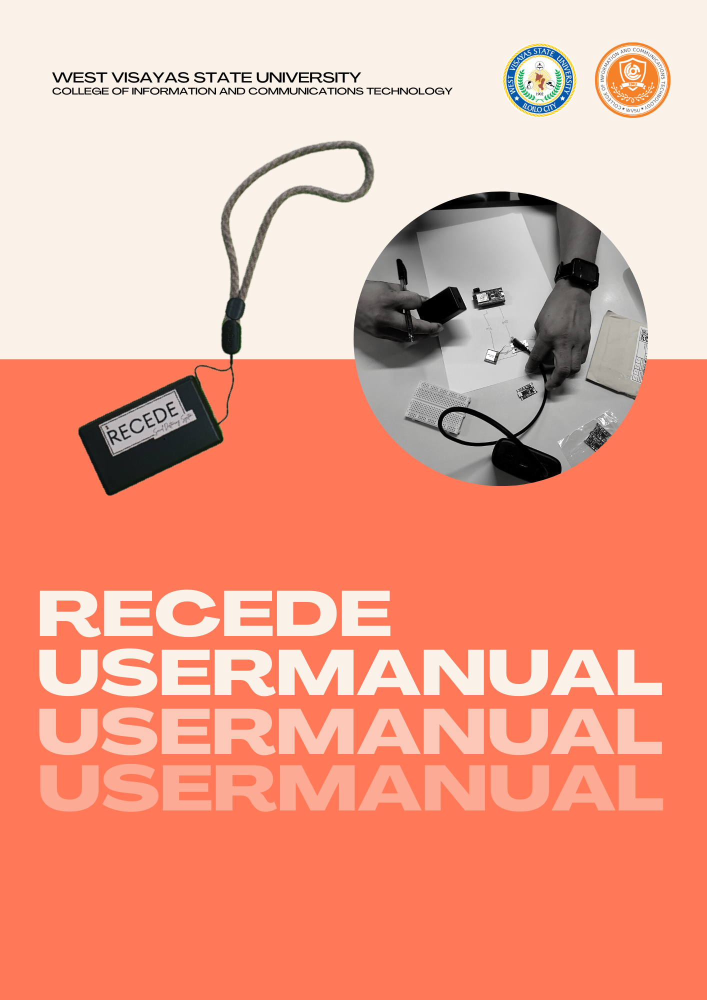 WEST VISAYAS STATE UNIVERSITY
COLLEGE OF INFORMATION AND COMMUNICATIONS TECHNOLOGY
WEST VISAYAS STATE UNIVERSITY
1902
ILOILO CITY
COLLEGE OF INFORMATION AND COMMUNICATIONS TECHNOLOGY
2002
WVSU
RECEDE
Social Distancing System
RECEDE
USERMANUAL
USERMANUAL
USERMANUAL